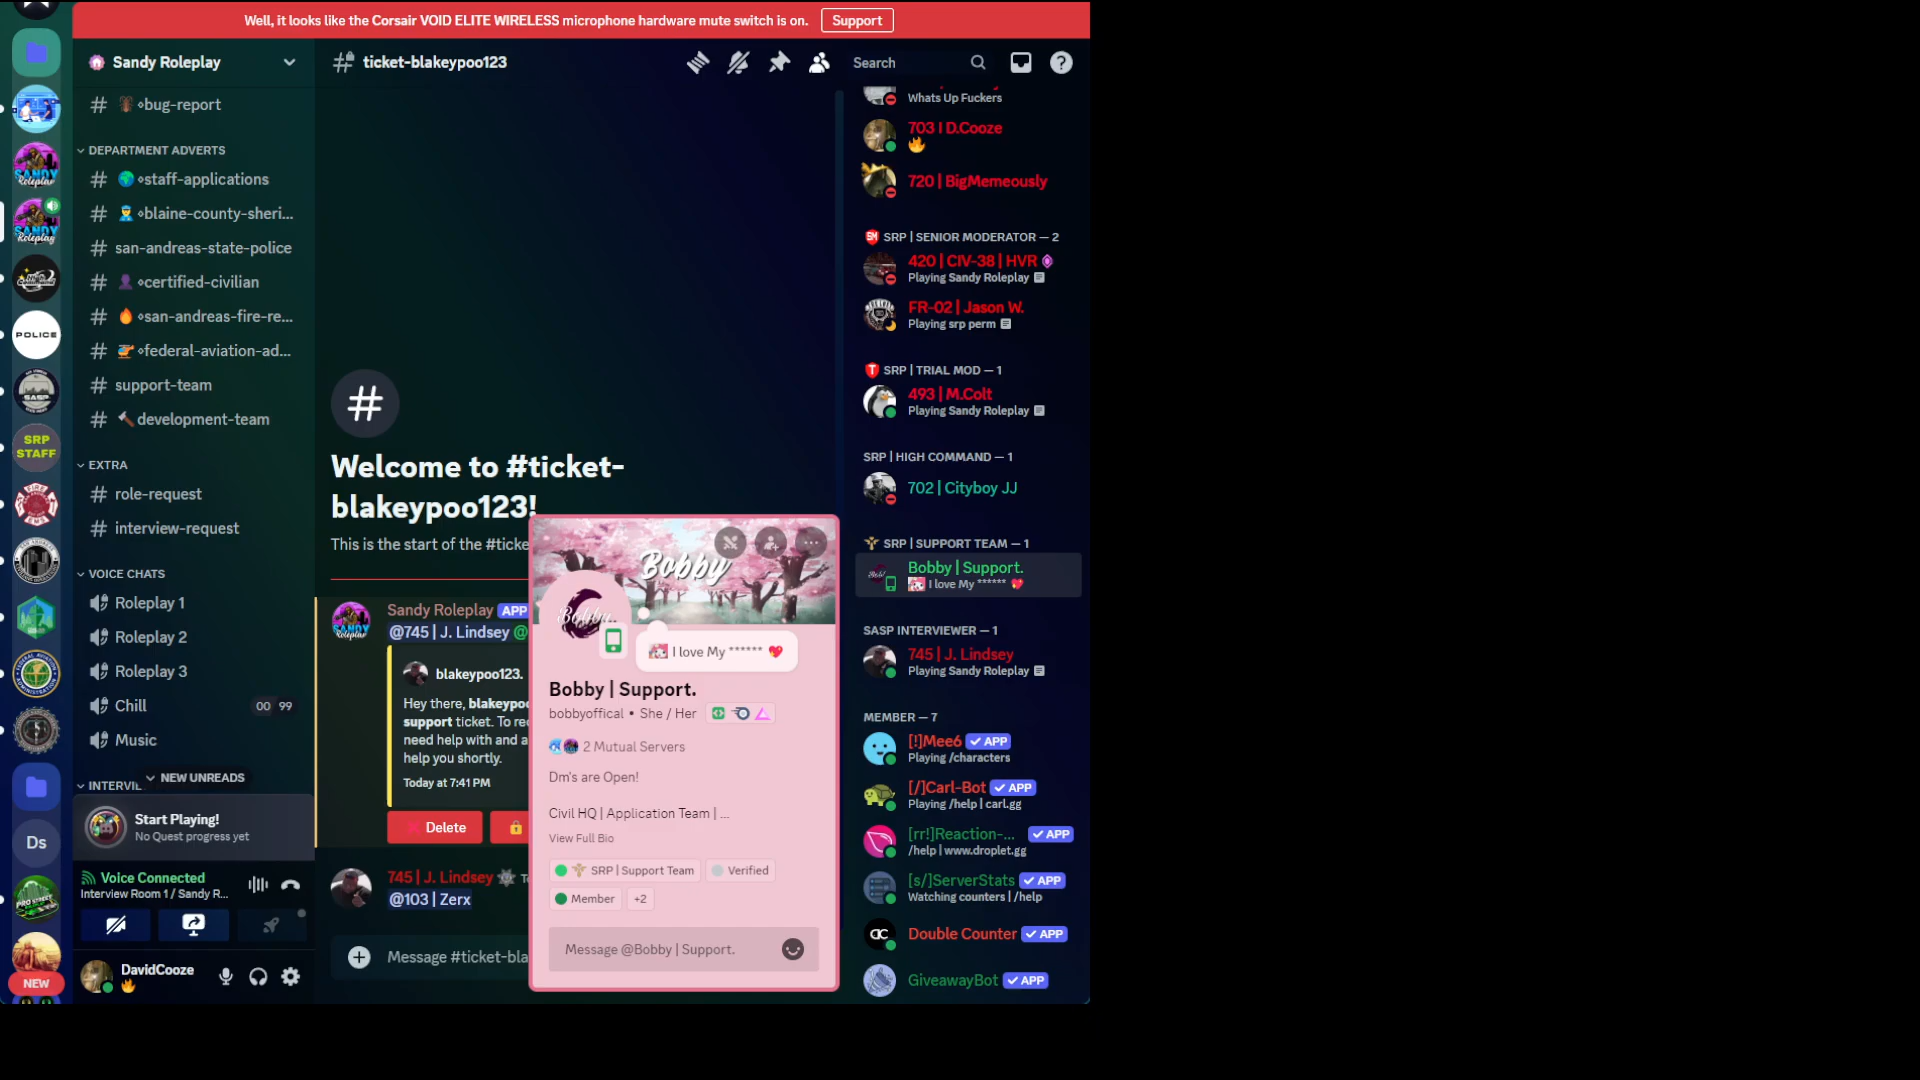 Well, it looks like the Corsair VOID ELITE WIRELESS microphone hardware mute switch is on.
Support
Sandy Roleplay
bug-report
DEPARTMENT ADVERTS
staff-applications
blaine-county-sheri...
san-andreas-state-police
certified-civilian
san-andreas-fire-re...
federal-aviation-ad...
support-team
development-team
EXTRA
role-request
interview-request
VOICE CHATS
Roleplay 1
Roleplay 2
Roleplay 3
Chill
00 99
Music
INTERVIE
NEW UNREADS
Start Playing!
No Quest progress yet
Voice Connected
Interview Room 1 / Sandy R...
DavidCooze
SANDY
Roleplay
SANDY
Roleplay
POLICE
SASP
SRP
STAFF
FIRE
EMS
Ds
PRO STREET
NEW
ticket-blakeypoo123
Search
Welcome to #ticket-
blakeypoo123!
This is the start of the #ticke
Sandy Roleplay APP
@745 | J. Lindsey @
blakeypoo123.
Hey there, blakeypoo
support ticket. To re
need help with and a
help you shortly.
Today at 7:41 PM
Delete
745 | J. Lindsey
@103 | Zerx
Message #ticket-bla
Bobby
I love My ******
Bobby | Support.
bobbyoffical • She / Her
2 Mutual Servers
Dm's are Open!
Civil HQ | Application Team | ...
View Full Bio
SRP | Support Team
Verified
Member
+2
Message @Bobby | Support.
Whats Up Fuckers
703 I D.Cooze
720 | BigMemeously
SRP | SENIOR MODERATOR — 2
420 | CIV-38 | HVR
Playing Sandy Roleplay
FR-02 | Jason W.
Playing srp perm
SRP | TRIAL MOD — 1
493 | M.Colt
Playing Sandy Roleplay
SRP | HIGH COMMAND — 1
702 | Cityboy JJ
SRP | SUPPORT TEAM — 1
Bobby | Support.
I love My ******
SASP INTERVIEWER — 1
745 | J. Lindsey
Playing Sandy Roleplay
MEMBER — 7
[!]Mee6 APP
Playing /characters
[/]Carl-Bot APP
Playing /help | carl.gg
[rr!]Reaction-... APP
/help | www.droplet.gg
[s/]ServerStats APP
Watching counters | /help
Double Counter APP
GiveawayBot APP